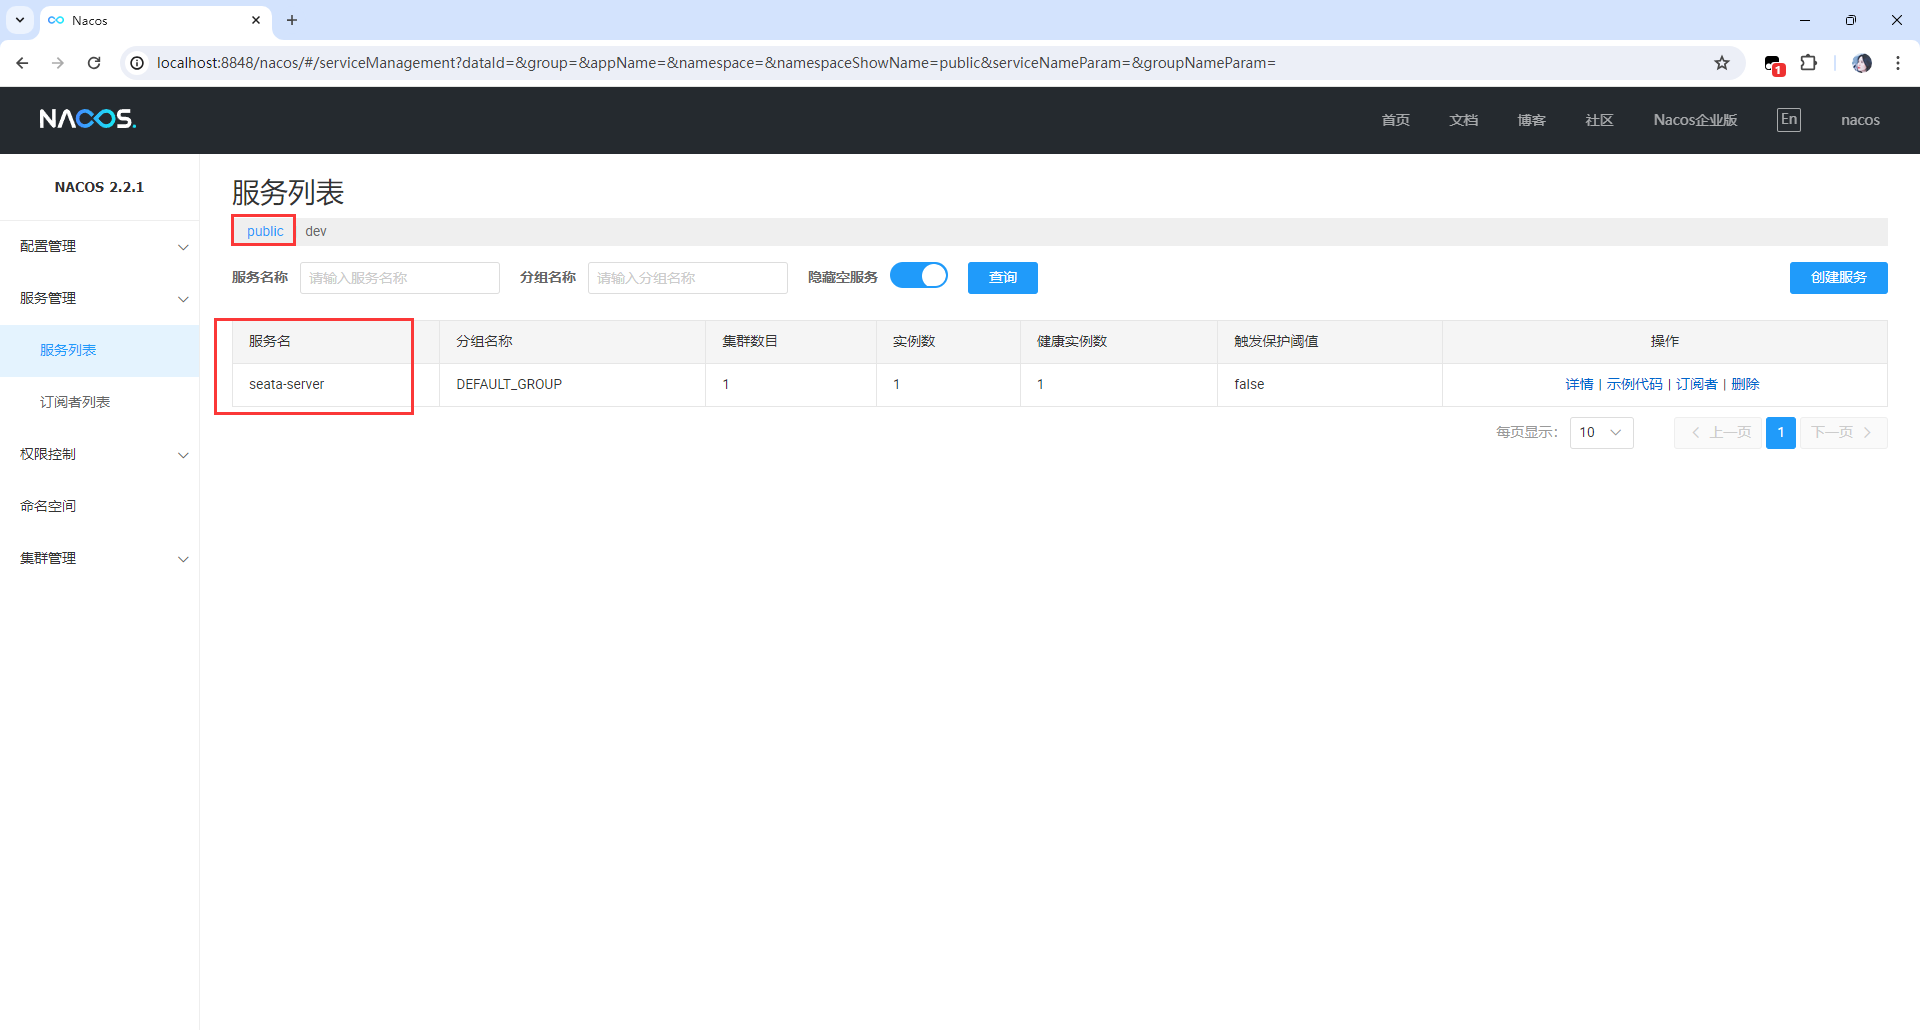 Nacos
localhost:8848/nacos/#/serviceManagement?dataId=&group=&appName=&namespace=&namespaceShowName=public&serviceNameParam=&groupNameParam=
1
NACOS.
首页 文档 博客 社区 Nacos企业版 En nacos
NACOS 2.2.1
配置管理
服务管理
服务列表
订阅者列表
权限控制
命名空间
集群管理
服务列表
public dev
服务名称 请输入服务名称 分组名称 请输入分组名称 隐藏空服务 查询 创建服务
服务名 分组名称 集群数目 实例数 健康实例数 触发保护阈值 操作
seata-server DEFAULT_GROUP 1 1 1 false 详情 | 示例代码 | 订阅者 | 删除
每页显示: 10 上一页 1 下一页